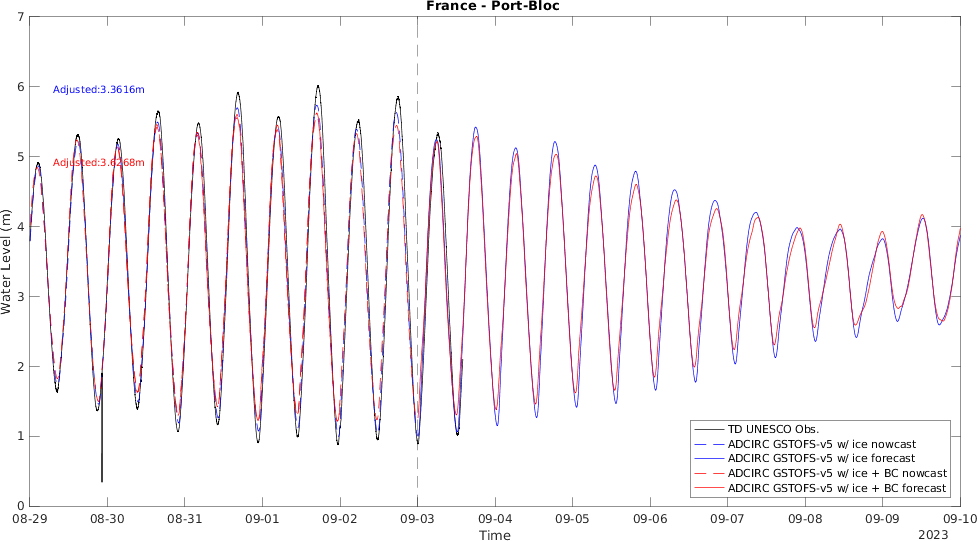 France - Port-Bloc
7
6
5
4
3
2
1
0
Water Level (m)
Adjusted:3.3616m
Adjusted:3.6268m
TD UNESCO Obs.
ADCIRC GSTOFS-v5 w/ ice nowcast
ADCIRC GSTOFS-v5 w/ ice forecast
ADCIRC GSTOFS-v5 w/ ice + BC nowcast
ADCIRC GSTOFS-v5 w/ ice + BC forecast
08-29 08-30 08-31 09-01 09-02 09-03 09-04 09-05 09-06 09-07 09-08 09-09 09-10
Time
2023